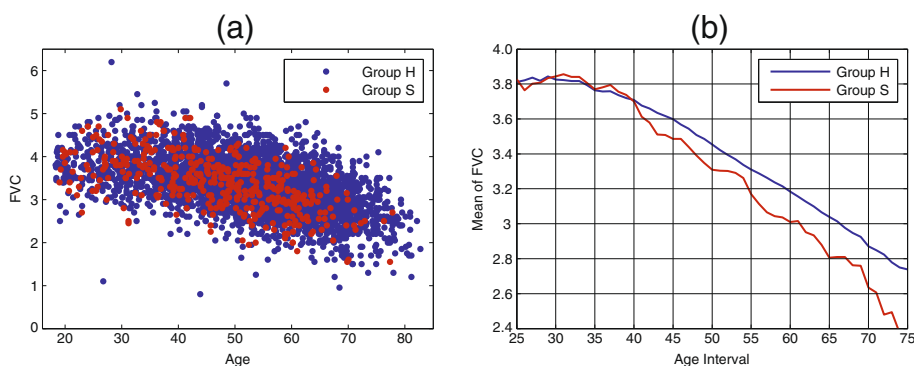 (a)
FVC
6
5
4
3
2
1
0
Group H
Group S
20 30 40 50 60 70 80
Age
(b)
Mean of FVC
4.0
3.8
3.6
3.4
3.2
3.0
2.8
2.6
2.4
Group H
Group S
25 30 35 40 45 50 55 60 65 70 75
Age Interval